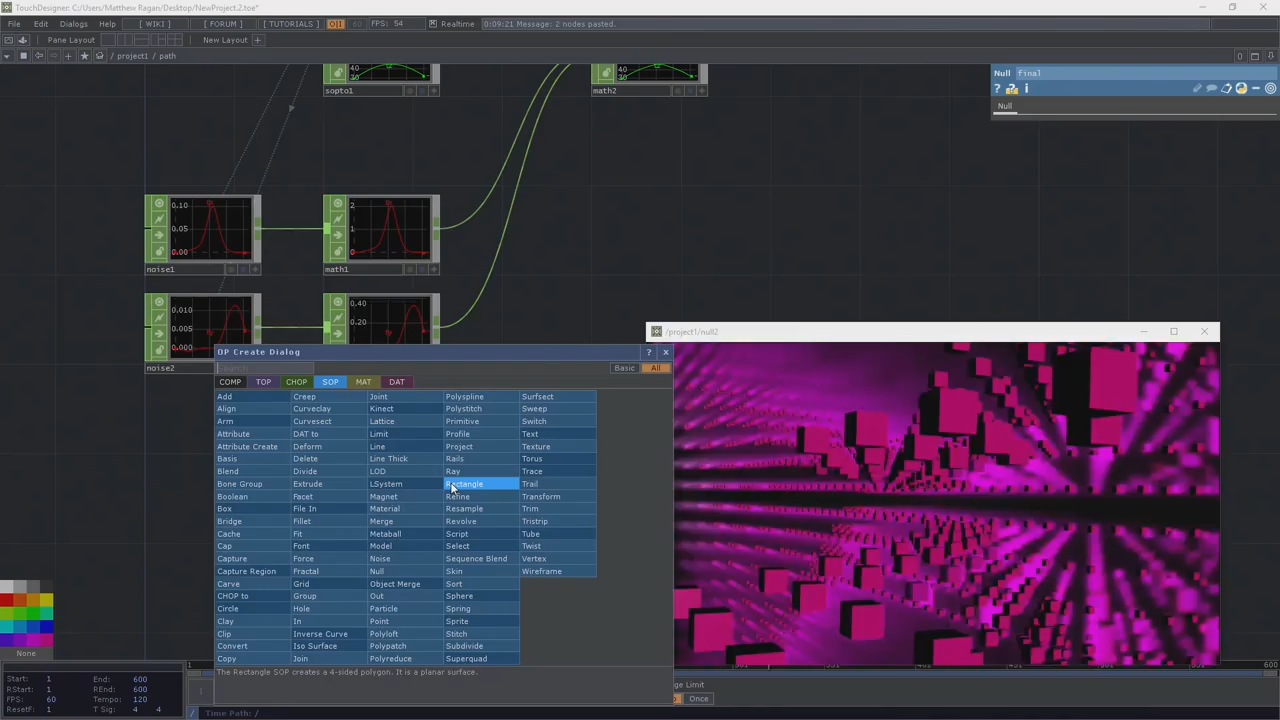 TouchDesigner: C:/Users/Matthew Ragan/Desktop/NewProject.2.toe*
File Edit Dialogs Help [ WIKI ] [ FORUM ] [ TUTORIALS ] O|I 60 FPS: 54 Realtime 0:09:21 Message: 2 nodes pasted.
Pane Layout New Layout +
/ project1 / path
40
30
sopto1
40
30
math2
Null final
? ? i
Null
0.10
0.05
0.00
noise1
2
1
0
math1
0.010
0.005
0.000
noise2
0.40
0.20
/project1/null2
OP Create Dialog ? x
Search Basic All
COMP TOP CHOP SOP MAT DAT
Add Creep Joint Polyspline Surfsect
Align Curveclay Kinect Polystitch Sweep
Arm Curvesect Lattice Primitive Switch
Attribute DAT to Limit Profile Text
Attribute Create Deform Line Project Texture
Basis Delete Line Thick Rails Torus
Blend Divide LOD Ray Trace
Bone Group Extrude LSystem Rectangle Trail
Boolean Facet Magnet Refine Transform
Box File In Material Resample Trim
Bridge Fillet Merge Revolve Tristrip
Cache Fit Metaball Script Tube
Cap Font Model Select Twist
Capture Force Noise Sequence Blend Vertex
Capture Region Fractal Null Skin Wireframe
Carve Grid Object Merge Sort
CHOP to Group Out Sphere
Circle Hole Particle Spring
Clay In Point Sprite
Clip Inverse Curve Polyloft Stitch
Convert Iso Surface Polypatch Subdivide
Copy Join Polyreduce Superquad
The Rectangle SOP creates a 4-sided polygon. It is a planar surface.
None
Start: 1 End: 600
RStart: 1 REnd: 600
FPS: 60 Tempo: 120
ResetF: 1 T Sig: 4 4
1
600
Once
/ Time Path: /